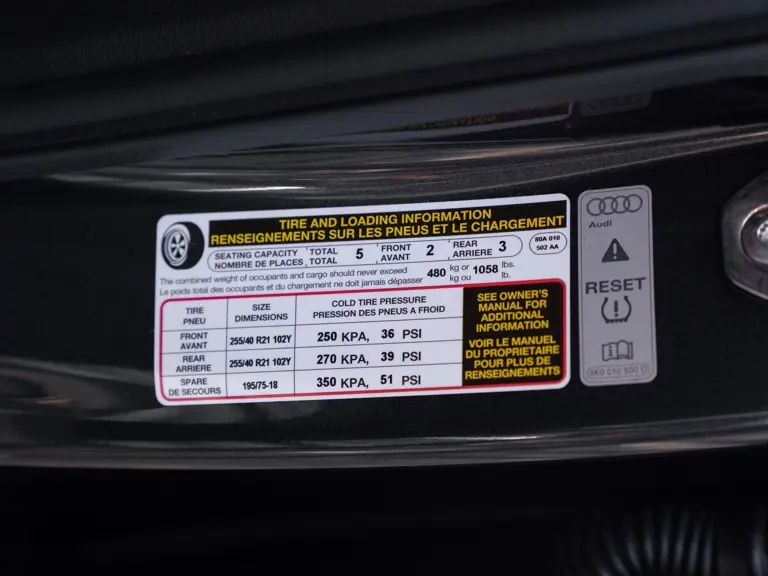 TIRE AND LOADING INFORMATION
RENSEIGNEMENTS SUR LES PNEUS ET LE CHARGEMENT
SEATING CAPACITY TOTAL 5 FRONT 2 REAR 3
NOMBRE DE PLACES TOTAL AVANT ARRIERE
80A 010
502 AA
The combined weight of occupants and cargo should never exceed 480 kg or 1058 lbs.
Le poids total des occupants et du chargement ne doit jamais dépasser kg ou lb.
TIRE SIZE COLD TIRE PRESSURE
PNEU DIMENSIONS PRESSION DES PNEUS A FROID
FRONT
AVANT 255/40 R21 102Y 250 KPA, 36 PSI
REAR
ARRIERE 255/40 R21 102Y 270 KPA, 39 PSI
SPARE
DE SECOURS 195/75-18 350 KPA, 51 PSI
SEE OWNER'S
MANUAL FOR
ADDITIONAL
INFORMATION
VOIR LE MANUEL
DU PROPRIETAIRE
POUR PLUS DE
RENSEIGNEMENTS
Audi
RESET